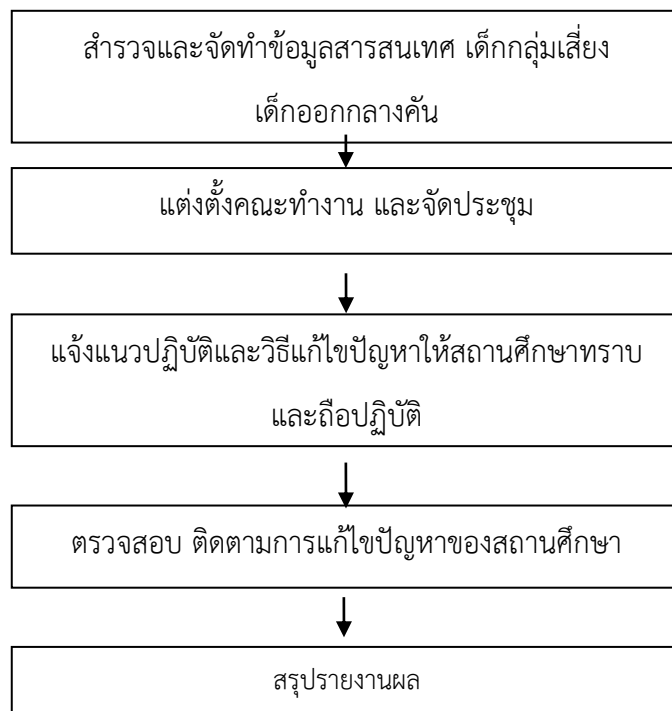 สำรวจและจัดทำข้อมูลสารสนเทศ เด็กกลุ่มเสี่ยง
เด็กออกกลางคัน
แต่งตั้งคณะทำงาน และจัดประชุม
แจ้งแนวปฏิบัติและวิธีแก้ไขปัญหาให้สถานศึกษาทราบ
และถือปฏิบัติ
ตรวจสอบ ติดตามการแก้ไขปัญหาของสถานศึกษา
สรุปรายงานผล